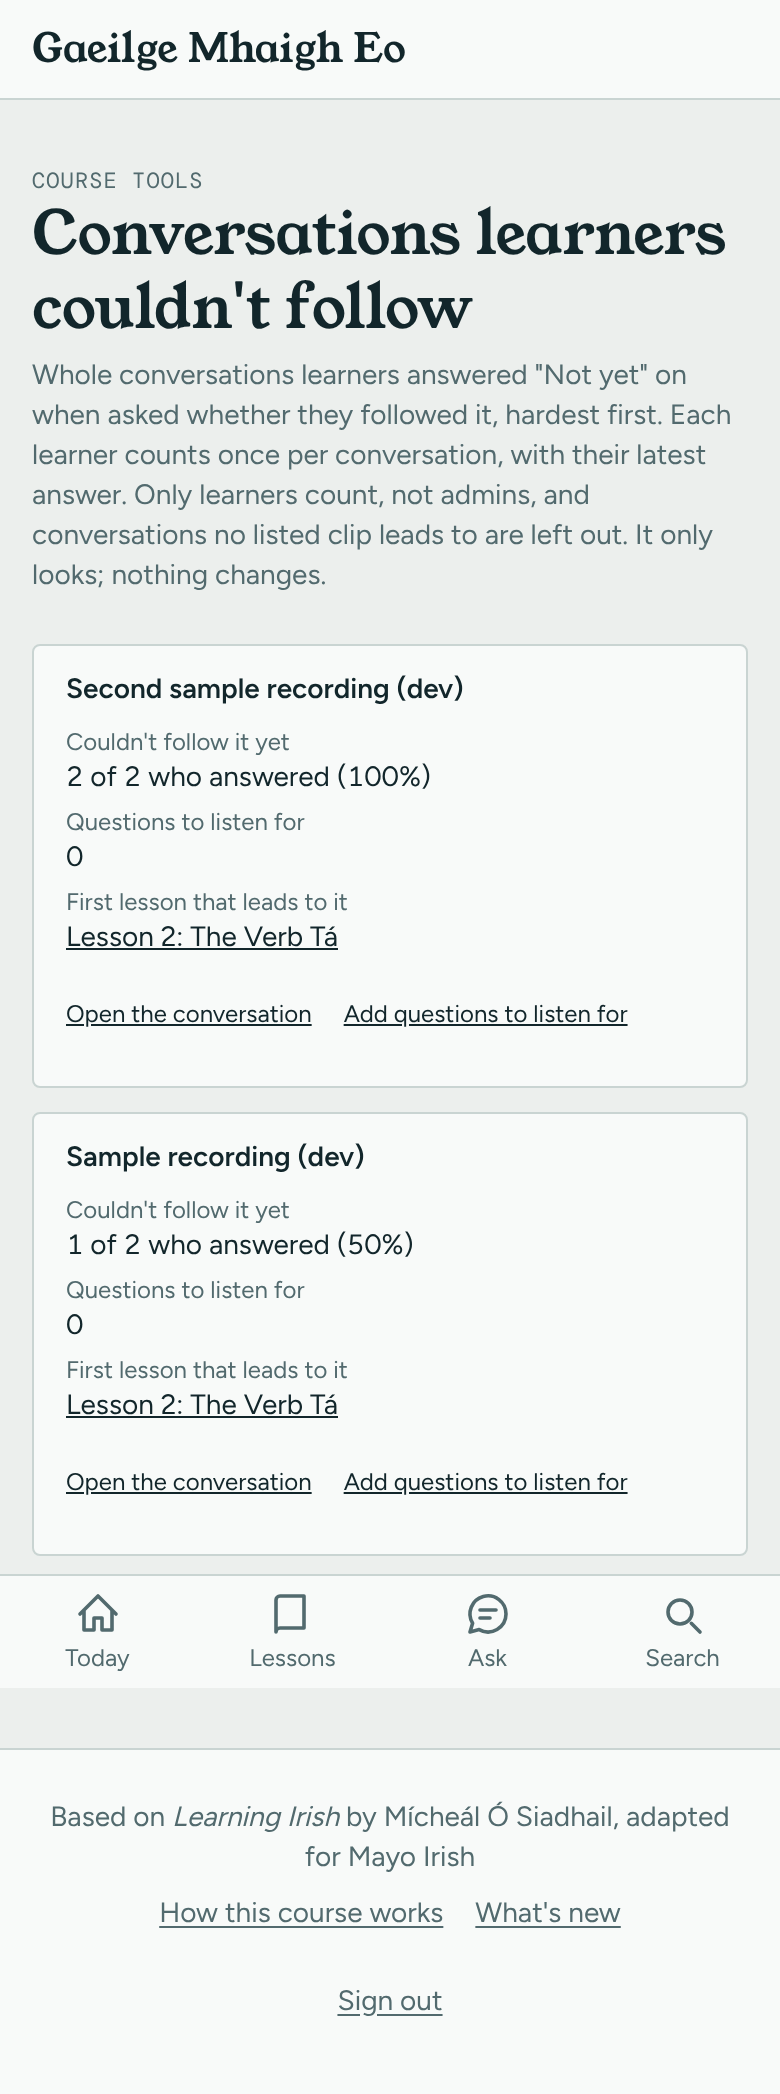 Gaeilge Mhaigh Eo
COURSE TOOLS
Conversations learners
couldn't follow
Whole conversations learners answered "Not yet" on
when asked whether they followed it, hardest first. Each
learner counts once per conversation, with their latest
answer. Only learners count, not admins, and
conversations no listed clip leads to are left out. It only
looks; nothing changes.
Second sample recording (dev)
Couldn't follow it yet
2 of 2 who answered (100%)
Questions to listen for
0
First lesson that leads to it
Lesson 2: The Verb Tá
Open the conversation Add questions to listen for
Sample recording (dev)
Couldn't follow it yet
1 of 2 who answered (50%)
Questions to listen for
0
First lesson that leads to it
Lesson 2: The Verb Tá
Open the conversation Add questions to listen for
Today Lessons Ask Search
Based on Learning Irish by Mícheál Ó Siadhail, adapted
for Mayo Irish
How this course works What's new
Sign out